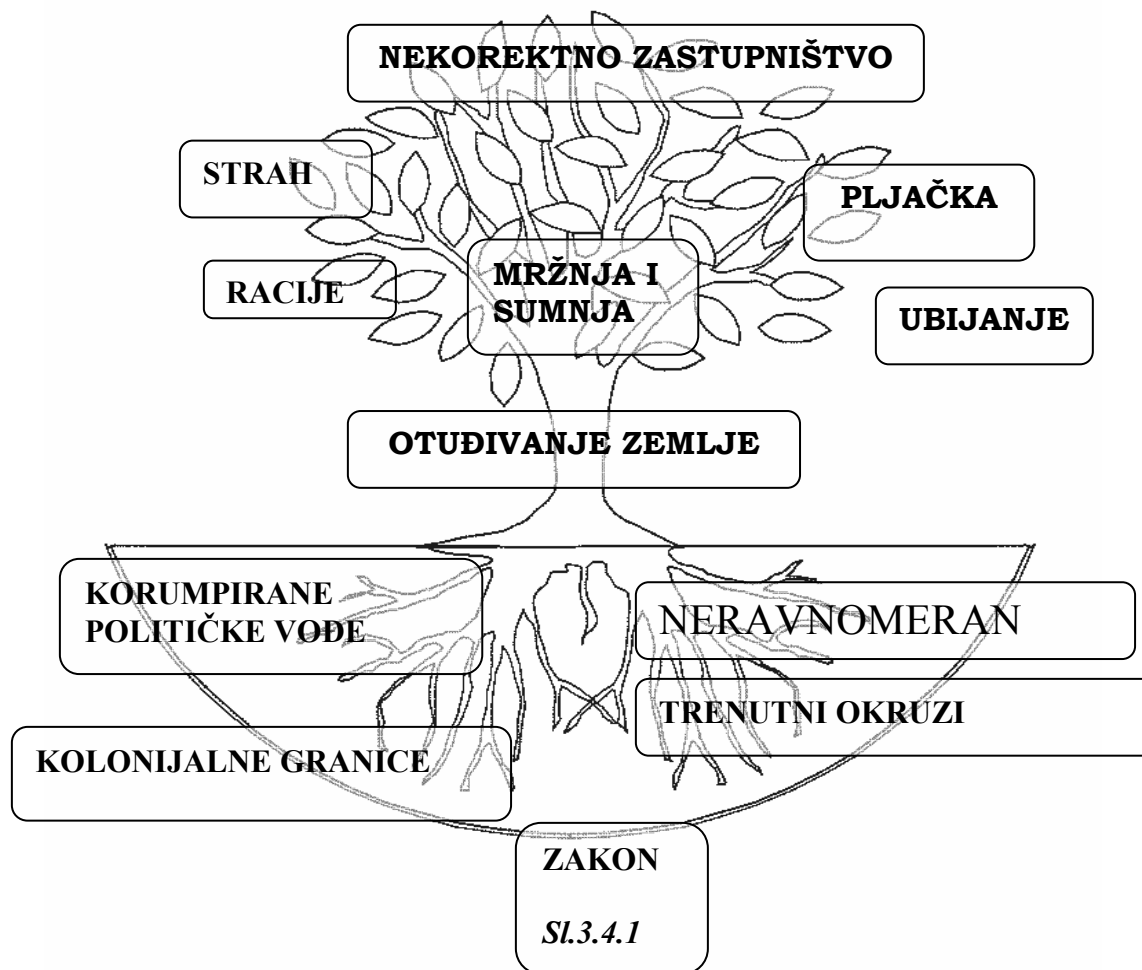 NEKOREKTNO ZASTUPNIŠTVO
STRAH
PLJAČKA
RACIJE
MRŽNJA I
SUMNJA
UBIJANJE
OTUĐIVANJE ZEMLJE
KORUMPIRANE
POLITIČKE VOĐE
NERAVNOMERAN
TRENUTNI OKRUZI
KOLONIJALNE GRANICE
ZAKON
Sl.3.4.1